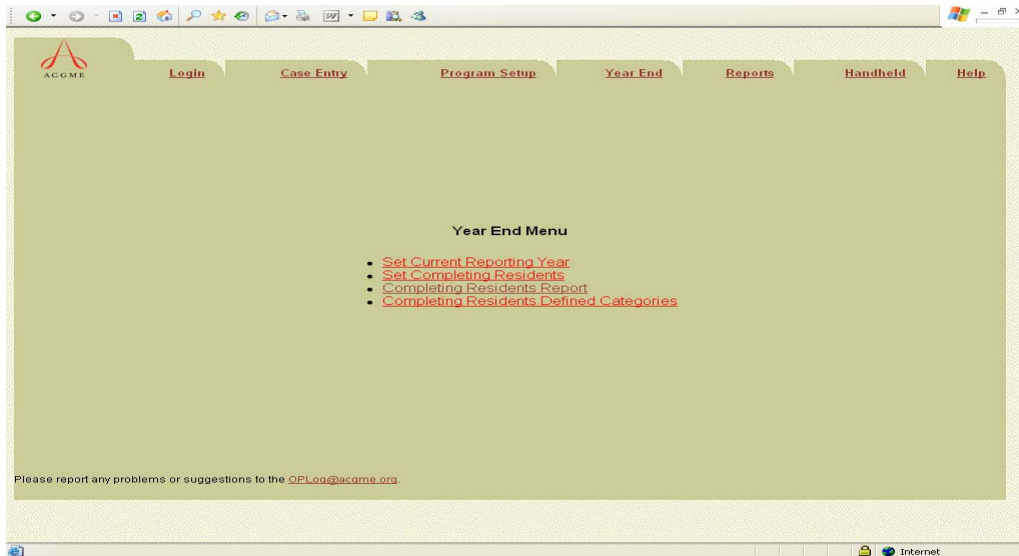 ACGME
Login Case Entry Program Setup Year End Reports Handheld Help
Year End Menu
Set Current Reporting Year
Set Completing Residents
Completing Residents Report
Completing Residents Defined Categories
Please report any problems or suggestions to the OPLog@acgme.org.
Internet